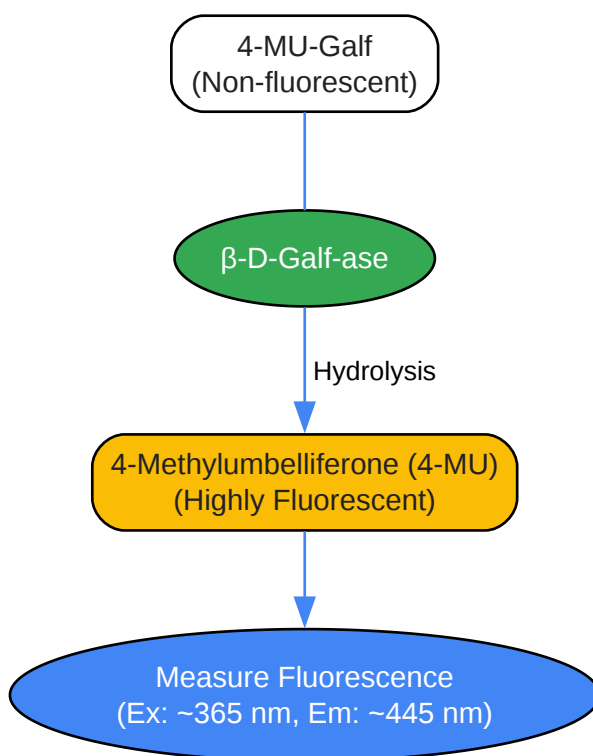 4-MU-Galf
(Non-fluorescent)
β-D-Galf-ase
Hydrolysis
4-Methylumbelliferone (4-MU)
(Highly Fluorescent)
Measure Fluorescence
(Ex: ~365 nm, Em: ~445 nm)